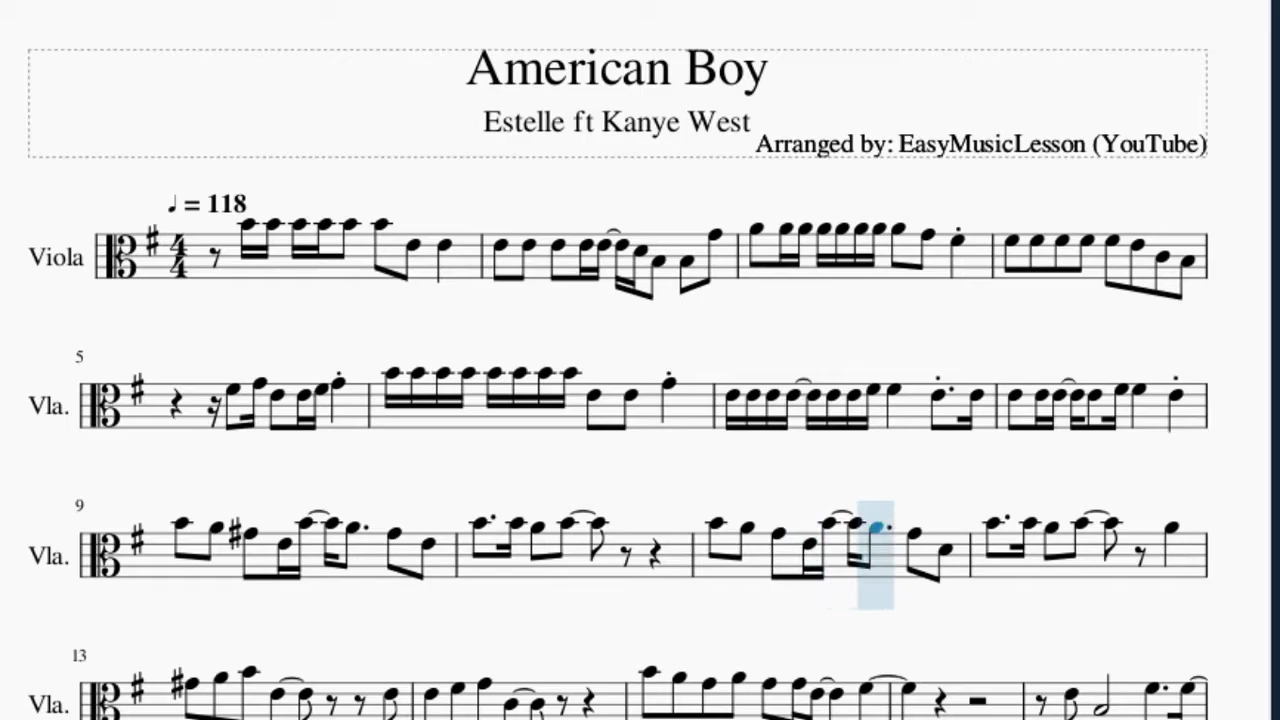 American Boy
Estelle ft Kanye West
Arranged by: EasyMusicLesson (YouTube)
♩ = 118
Viola
4
4
5
Vla.
9
Vla.
13
Vla.